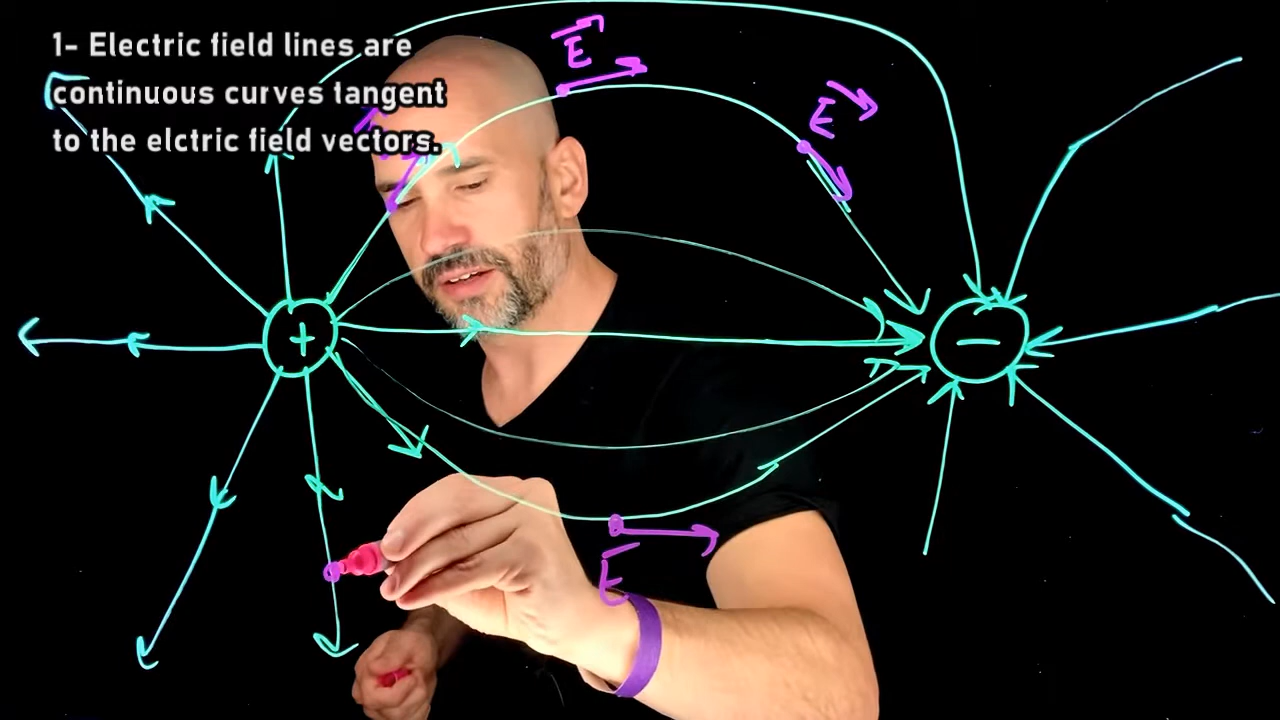 1- Electric field lines are
continuous curves tangent
to the elctric field vectors.
E
E
+
-
E